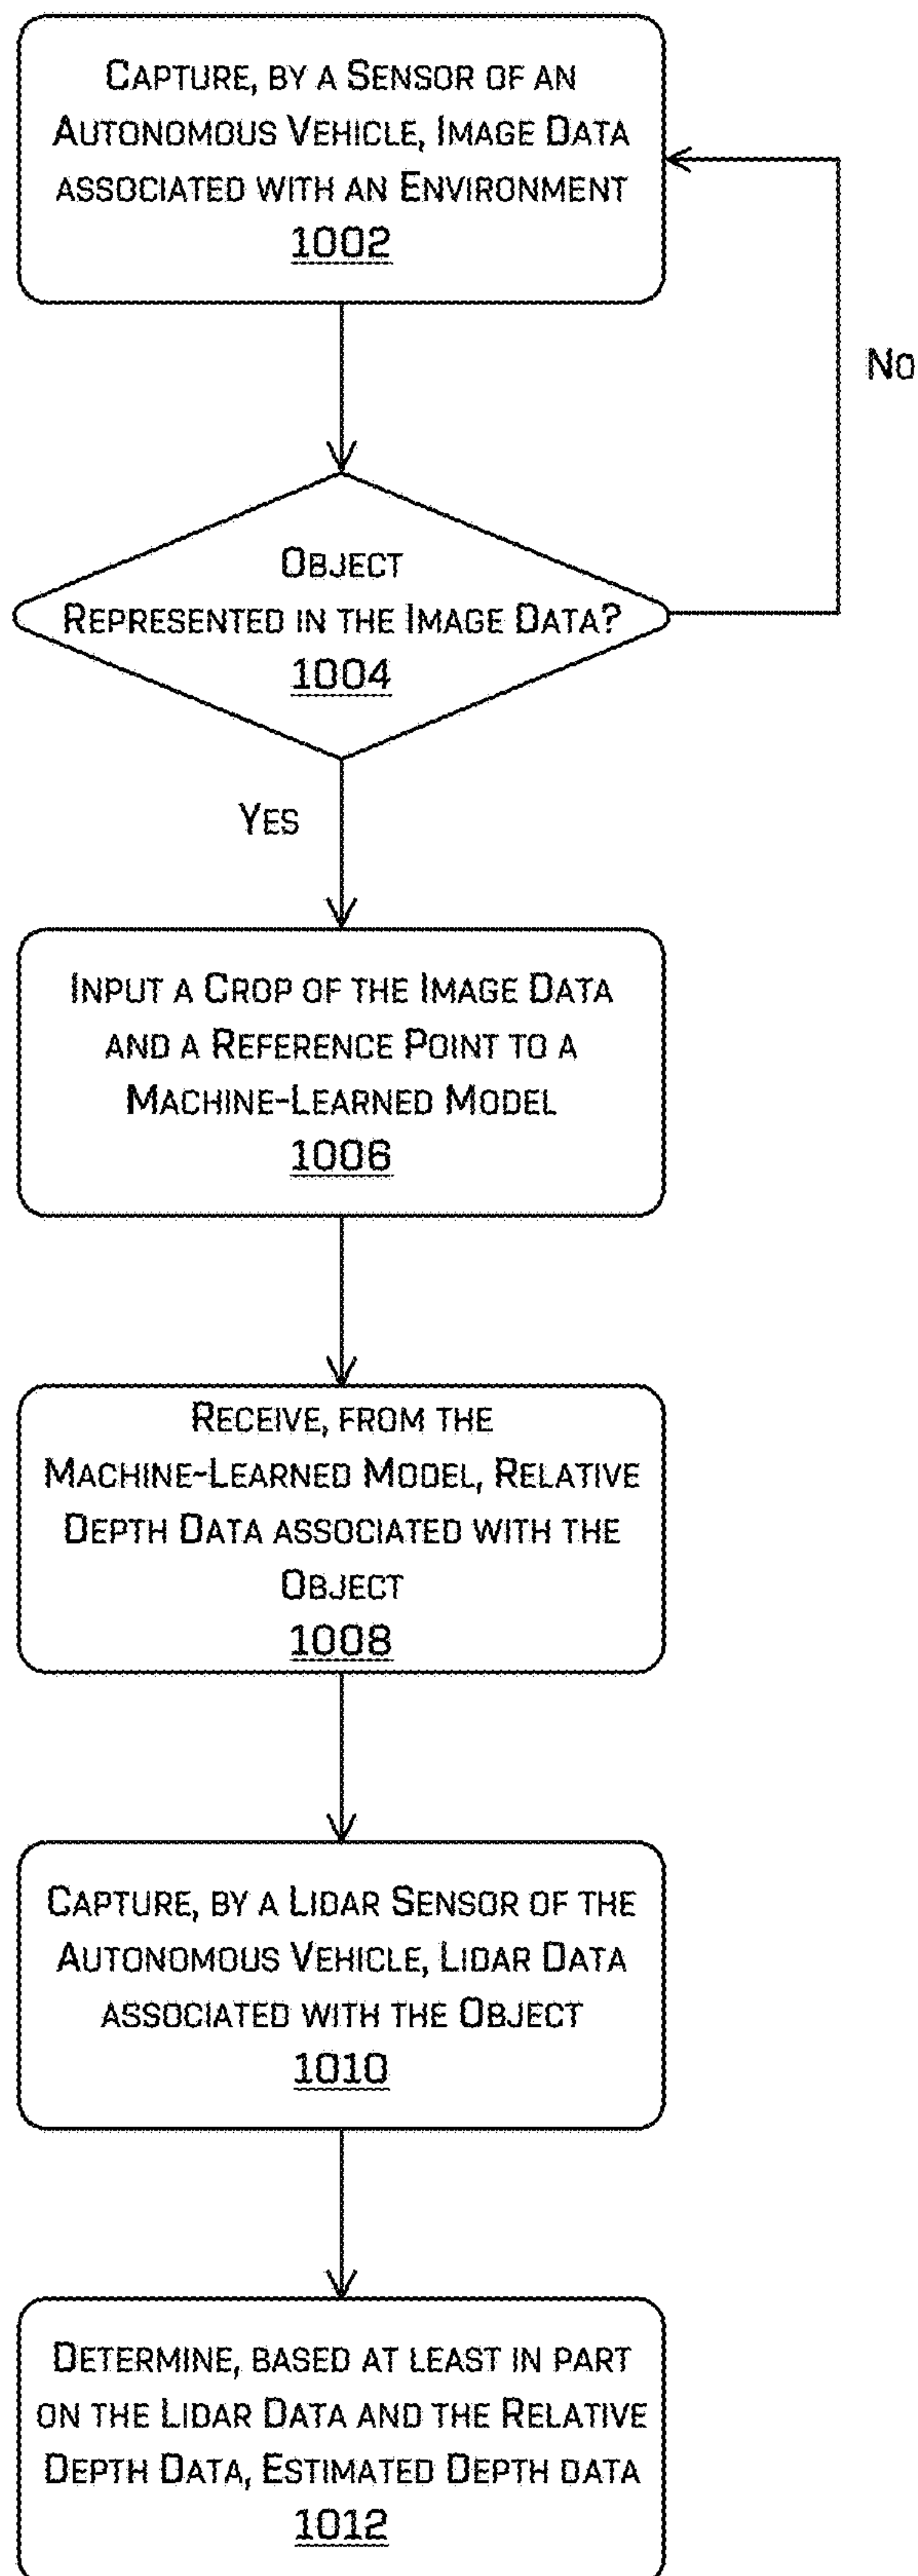 Capture, by a Sensor of an
Autonomous Vehicle, Image Data
associated with an Environment
1002
No
Object
Represented in the Image Data?
1004
Yes
Input a Crop of the Image Data
and a Reference Point to a
Machine-Learned Model
1006
Receive, from the
Machine-Learned Model, Relative
Depth Data associated with the
Object
1008
Capture, by a Lidar Sensor of the
Autonomous Vehicle, Lidar Data
associated with the Object
1010
Determine, based at least in part
on the Lidar Data and the Relative
Depth Data, Estimated Depth data
1012